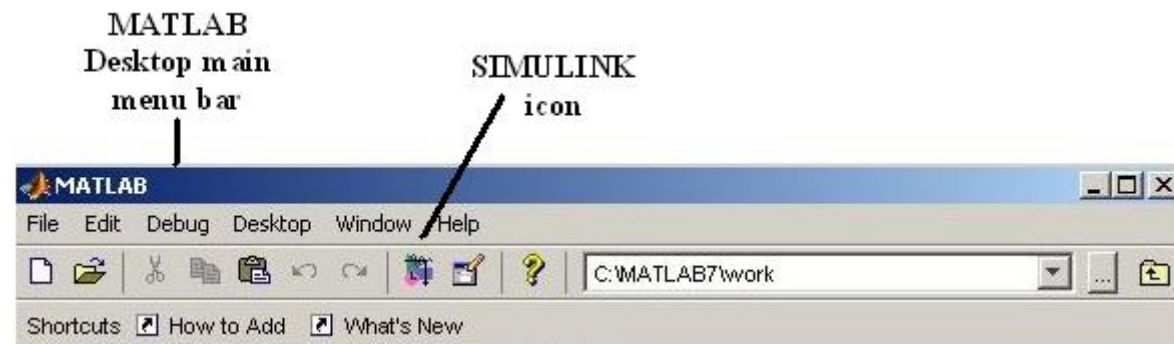 MATLAB
Desktop main
menu bar
SIMULINK
icon
MATLAB
File Edit Debug Desktop Window Help
C:\MATLAB7\work ...
Shortcuts How to Add What's New